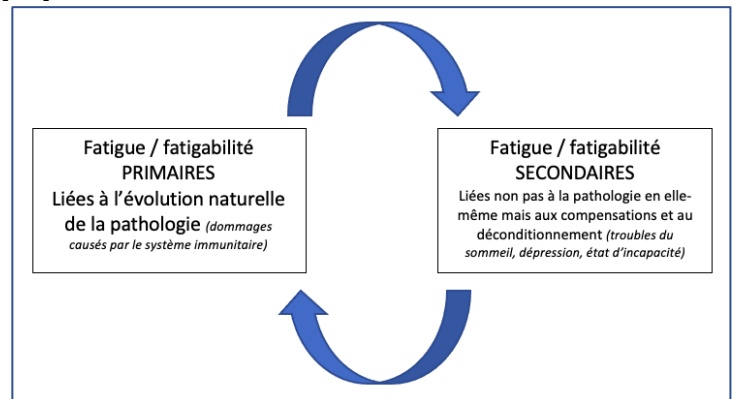 Fatigue / fatigabilité
PRIMAIRES
Liées à l’évolution naturelle
de la pathologie (dommages
causés par le système immunitaire)
Fatigue / fatigabilité
SECONDAIRES
Liées non pas à la pathologie en elle-
même mais aux compensations et au
déconditionnement (troubles du
sommeil, dépression, état d’incapacité)